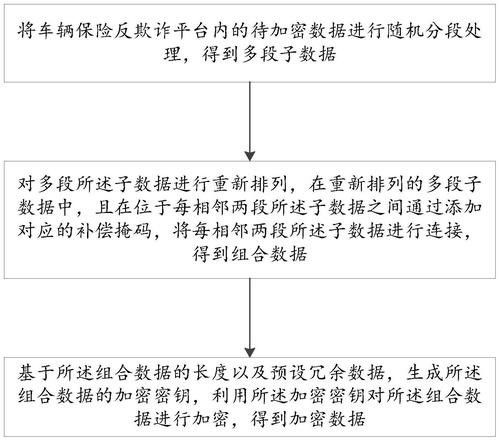 将车辆保险反欺诈平台内的待加密数据进行随机分段处
理，得到多段子数据
对多段所述子数据进行重新排列，在重新排列的多段子
数据中，且在位于每相邻两段所述子数据之间通过添加
对应的补偿掩码，将每相邻两段所述子数据进行连接，
得到组合数据
基于所述组合数据的长度以及预设冗余数据，生成所述
组合数据的加密密钥，利用所述加密密钥对所述组合数
据进行加密，得到加密数据